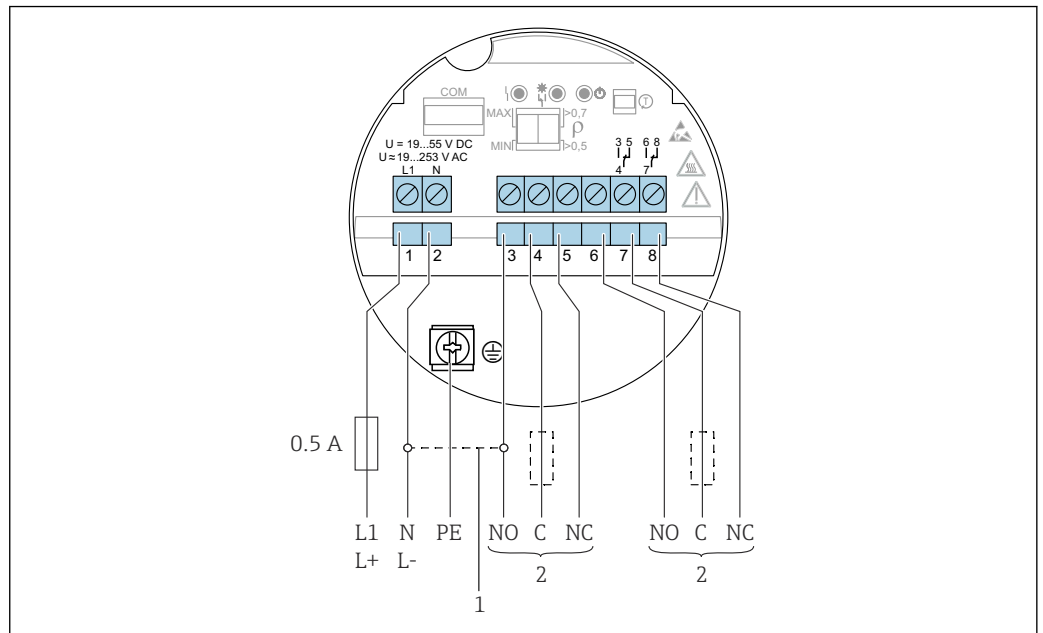 COM
MAX
>0,7
ρ
MIN
>0,5
U = 19...55 V DC
U ≈ 19...253 V AC
L1 N
3 5 6 8
4 7
1 2 3 4 5 6 7 8
0.5 A
L1 N PE NO C NC NO C NC
L+ L-
2 2
1